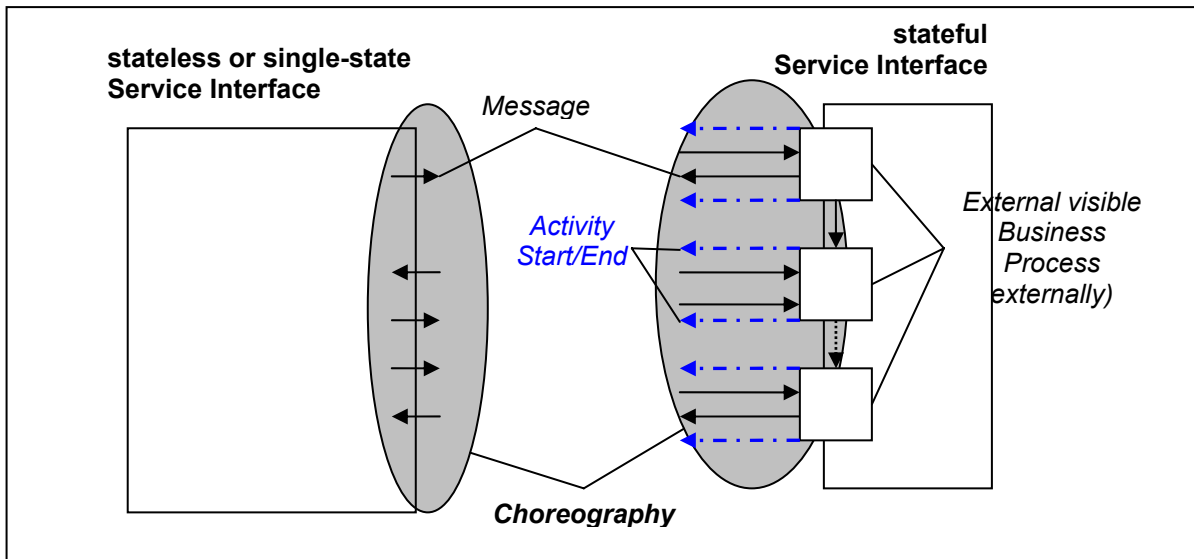 stateless or single-state
Service Interface
stateful
Service Interface
Message
Activity
Start/End
External visible
Business
Process
externally)
Choreography